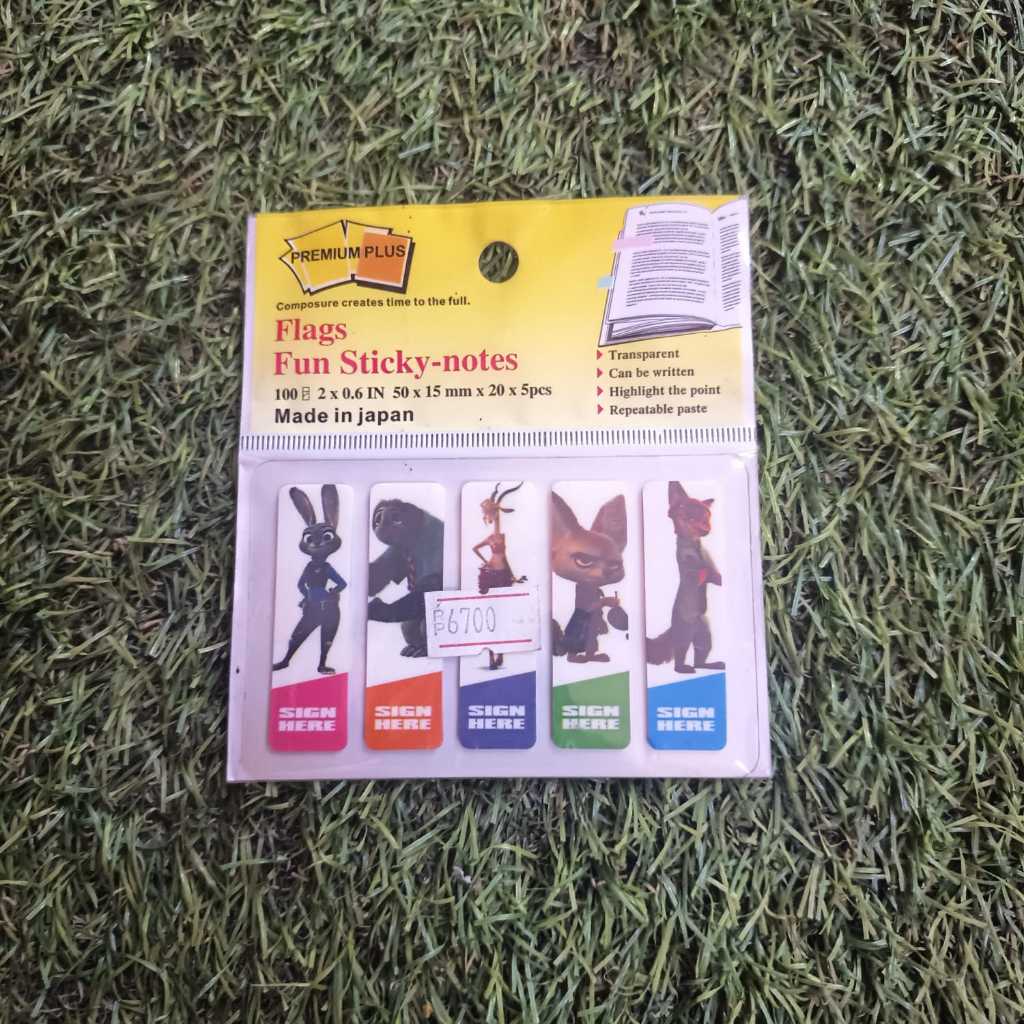 PREMIUM PLUS
Composure creates time to the full.
Flags
Fun Sticky-notes
100 2 x 0.6 IN 50 x 15 mm x 20 x 5pcs
Made in japan
Transparent
Can be written
Highlight the point
Repeatable paste
RP 6700
SIGN
HERE
SIGN
HERE
SIGN
HERE
SIGN
HERE
SIGN
HERE